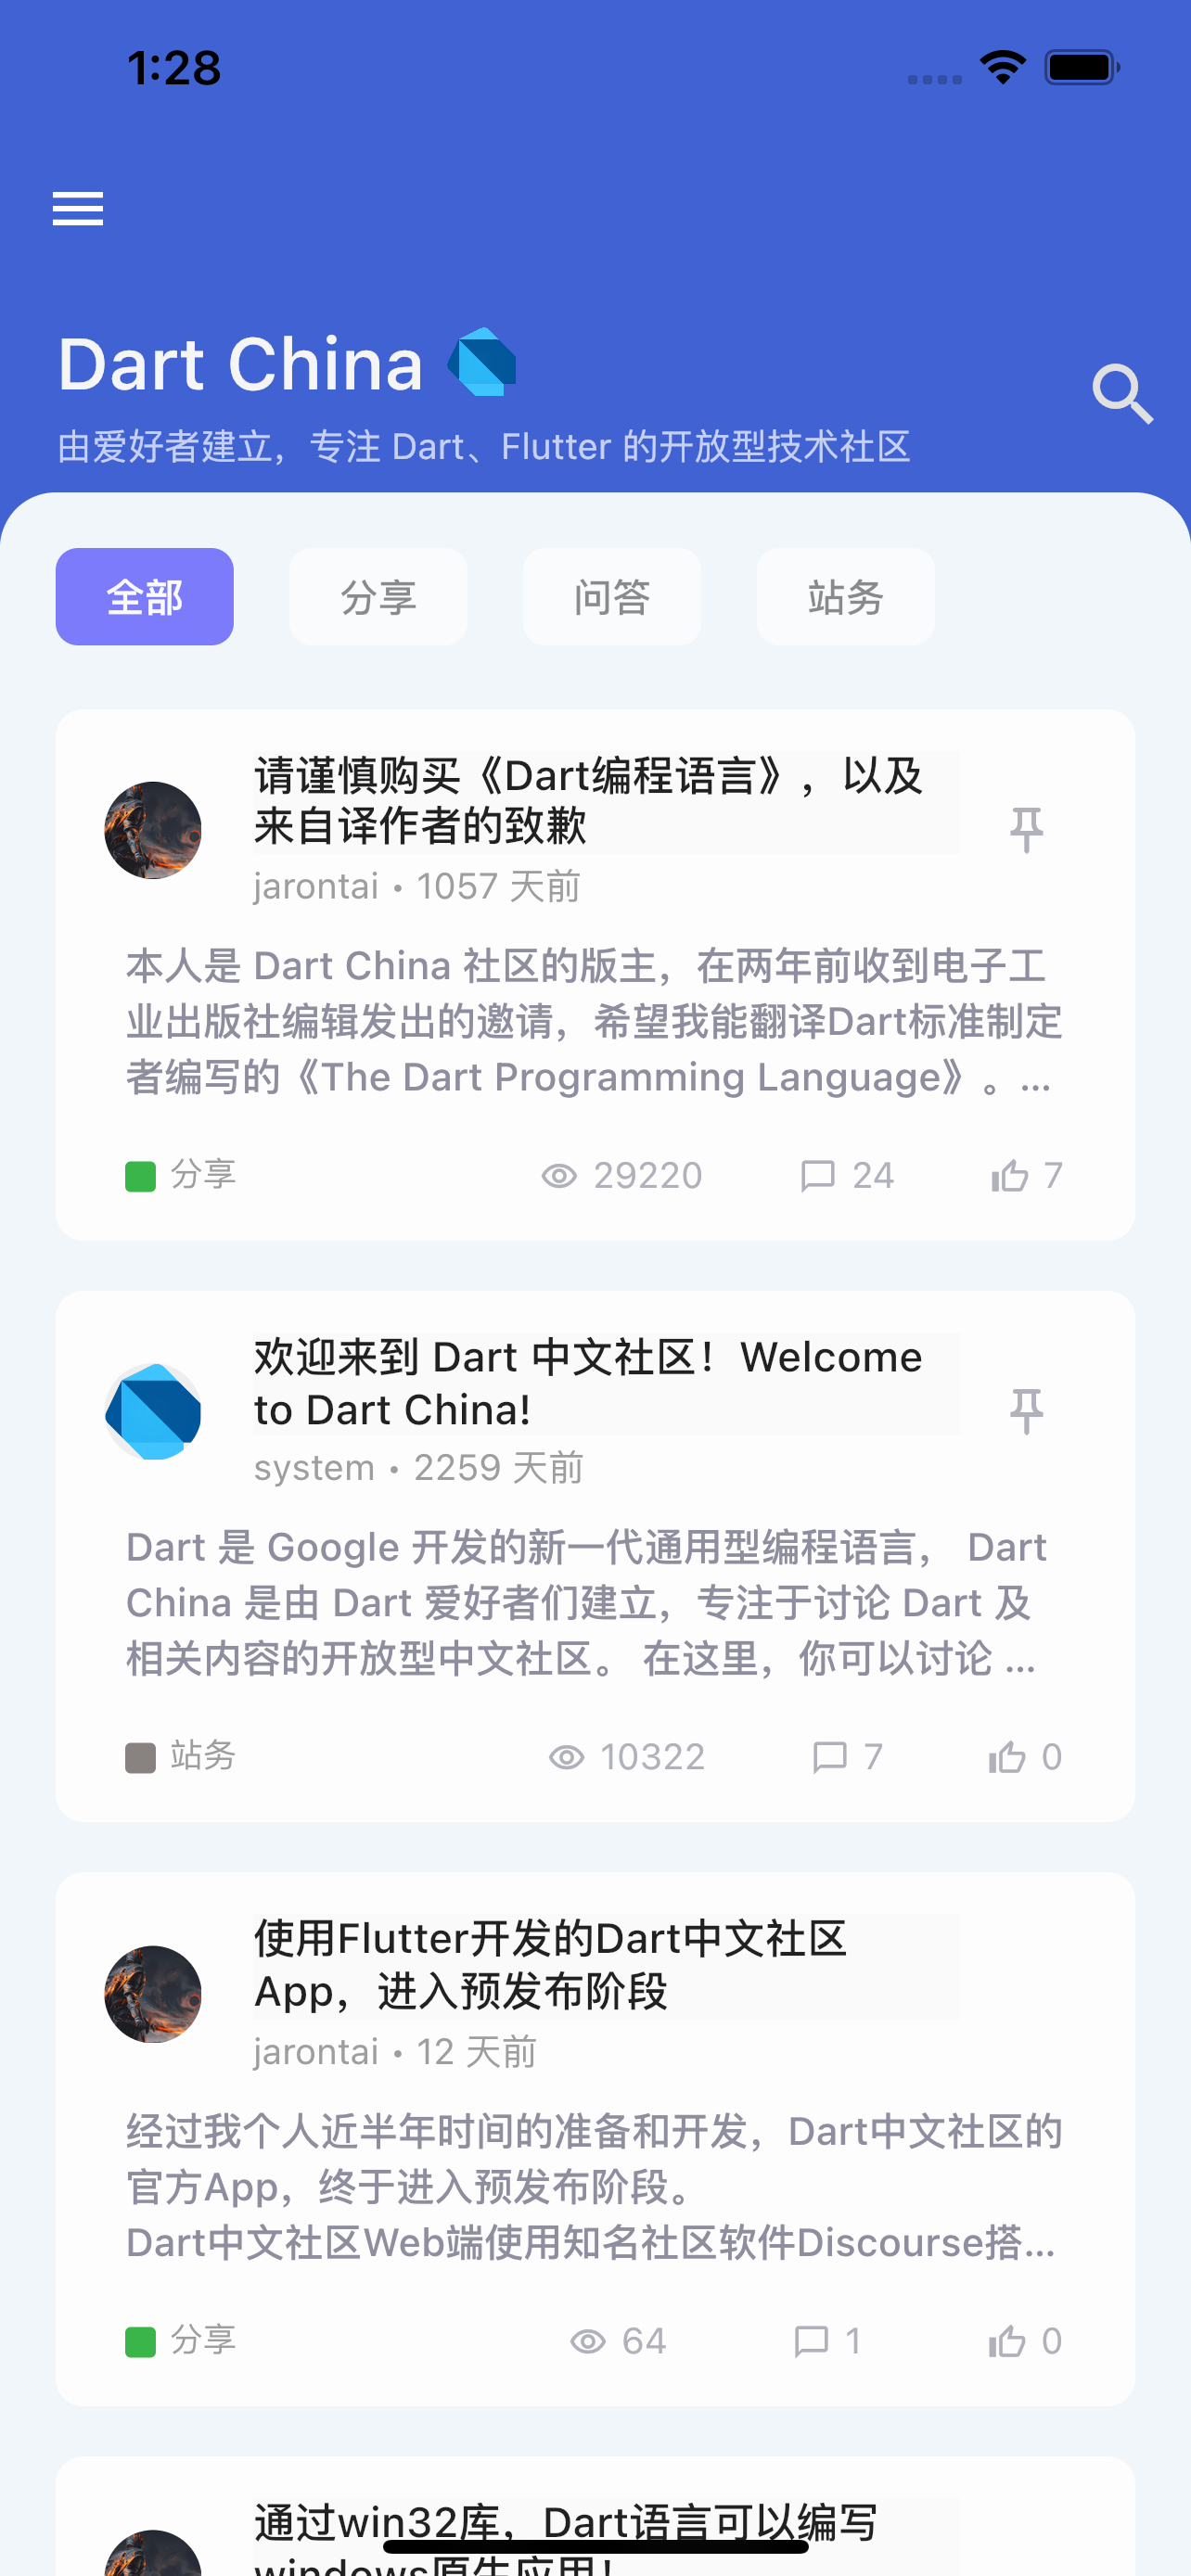 1:28
Dart China
由爱好者建立，专注 Dart、Flutter 的开放型技术社区
全部 分享 问答 站务
请谨慎购买《Dart编程语言》，以及
来自译作者的致歉
jarontai • 1057 天前
本人是 Dart China 社区的版主，在两年前收到电子工
业出版社编辑发出的邀请，希望我能翻译Dart标准制定
者编写的《The Dart Programming Language》。...
分享 29220 24 7
欢迎来到 Dart 中文社区！Welcome
to Dart China!
system • 2259 天前
Dart 是 Google 开发的新一代通用型编程语言， Dart
China 是由 Dart 爱好者们建立，专注于讨论 Dart 及
相关内容的开放型中文社区。 在这里，你可以讨论 ...
站务 10322 7 0
使用Flutter开发的Dart中文社区
App，进入预发布阶段
jarontai • 12 天前
经过我个人近半年时间的准备和开发，Dart中文社区的
官方App，终于进入预发布阶段。
Dart中文社区Web端使用知名社区软件Discourse搭...
分享 64 1 0
通过win32库，Dart语言可以编写
windows原生应用！